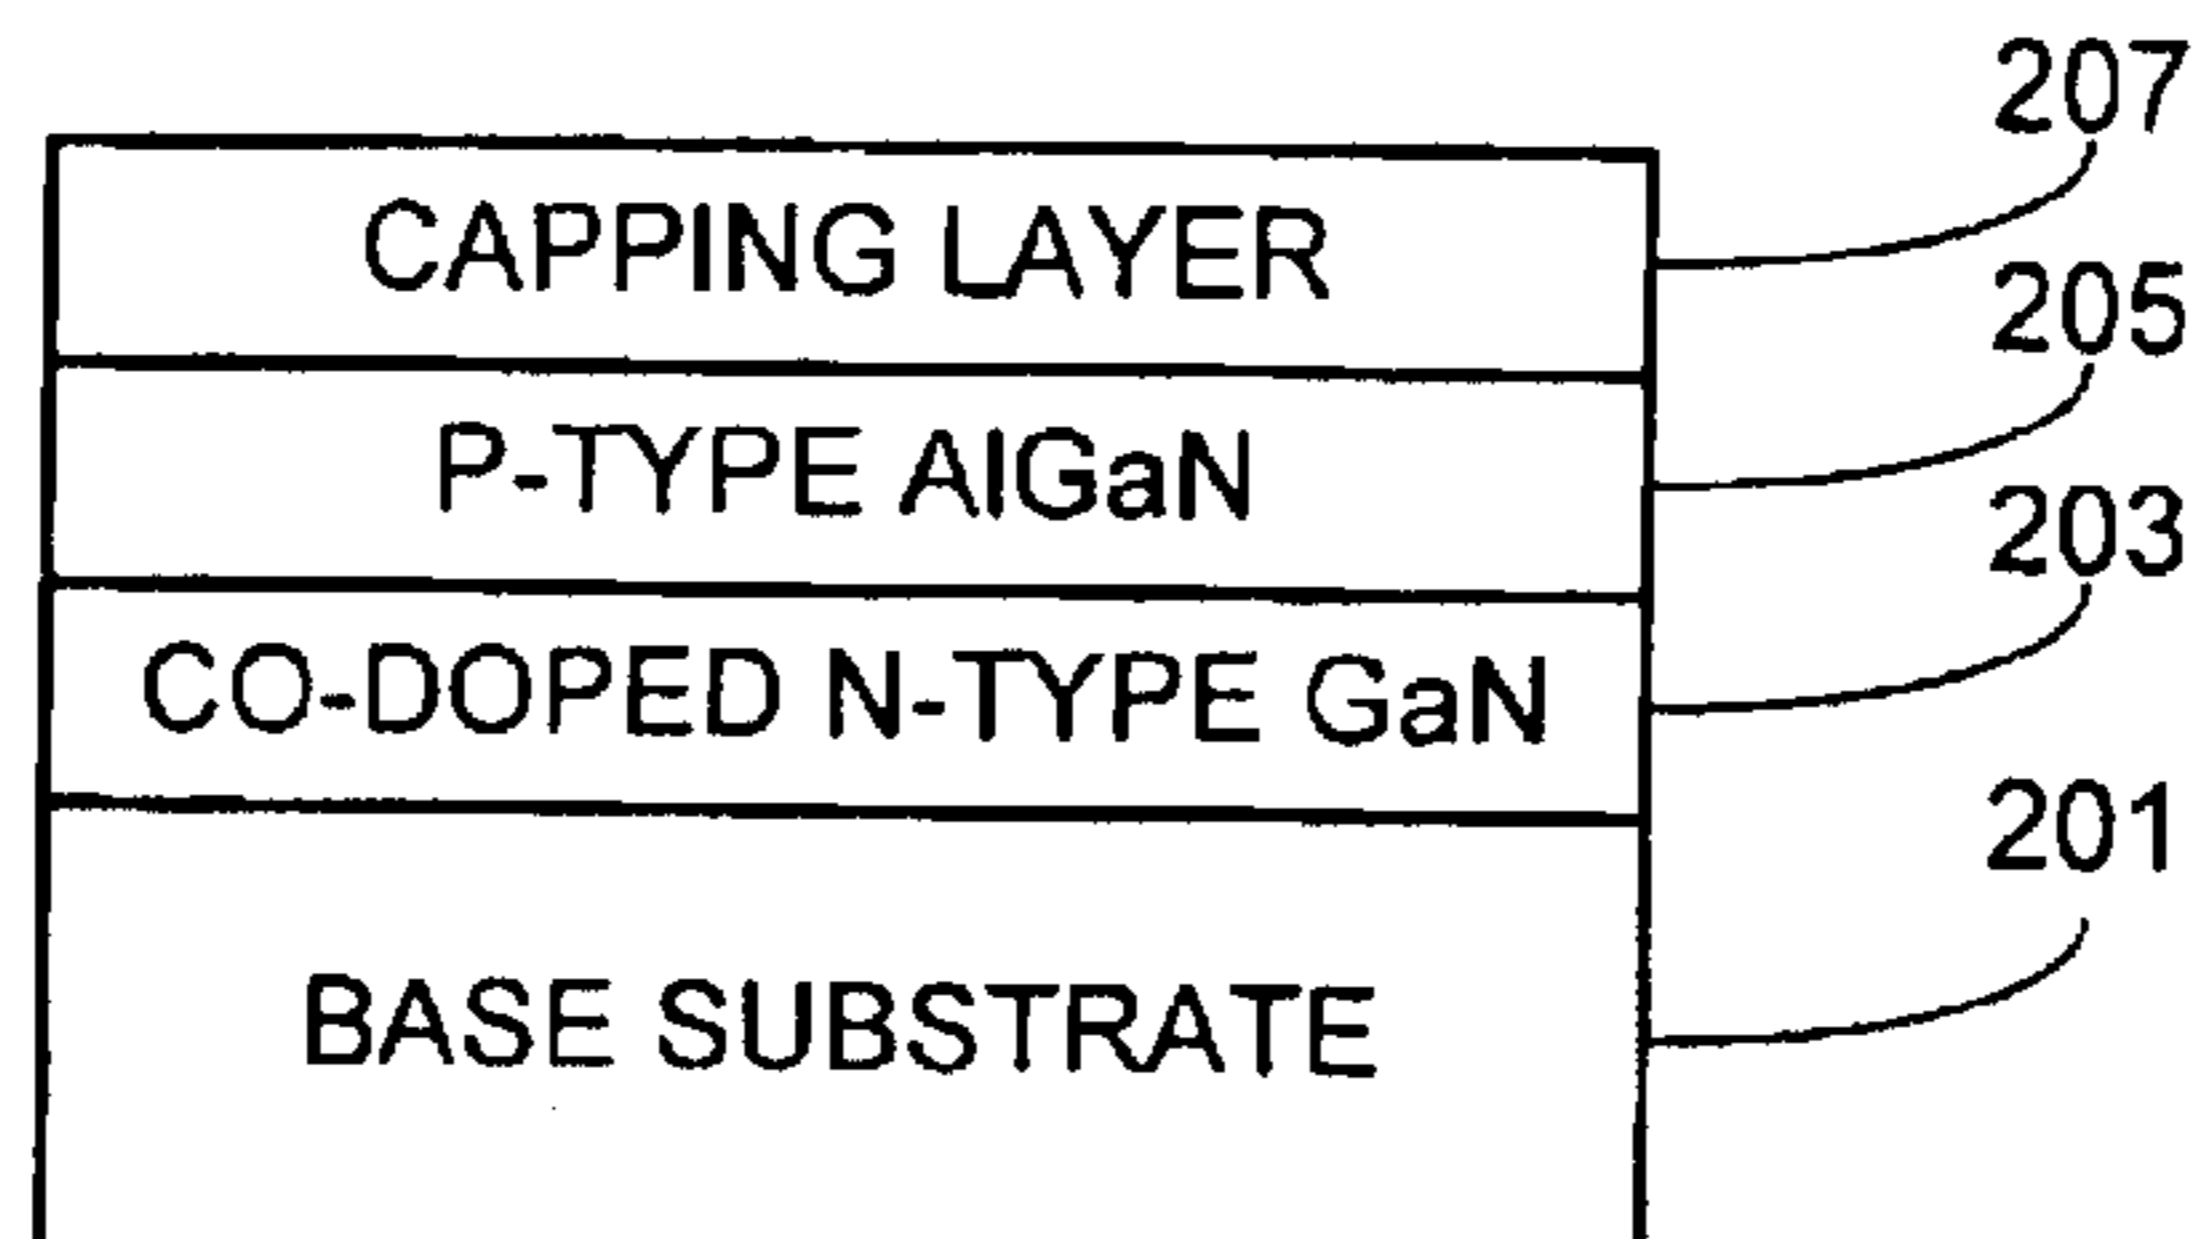 207
CAPPING LAYER
205
P-TYPE AlGaN
203
CO-DOPED N-TYPE GaN
201
BASE SUBSTRATE